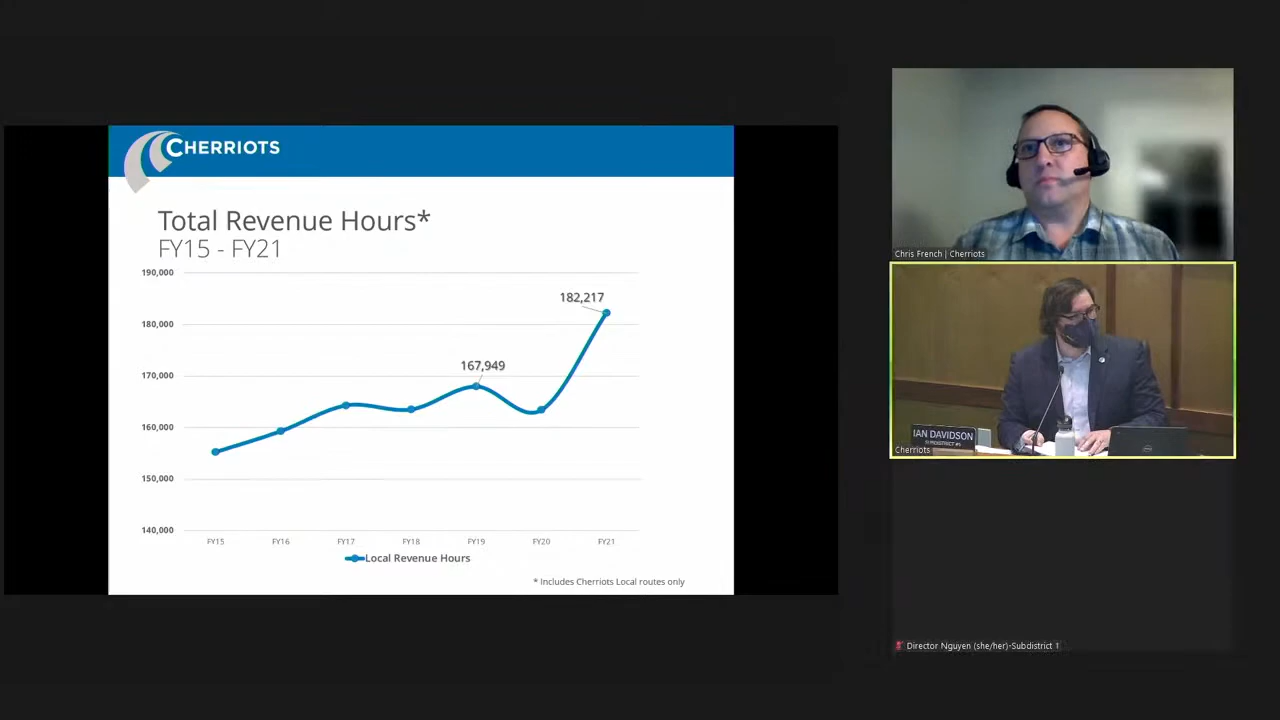 CHERRIOTS
Total Revenue Hours*
FY15 - FY21
190,000
180,000
170,000
160,000
150,000
140,000
182,217
167,949
FY15 FY16 FY17 FY18 FY19 FY20 FY21
Local Revenue Hours
* Includes Cherriots Local routes only
Chris French | Cherriots
IAN DAVIDSON
Cherriots
Director Nguyen (she/her)-Subdistrict 1